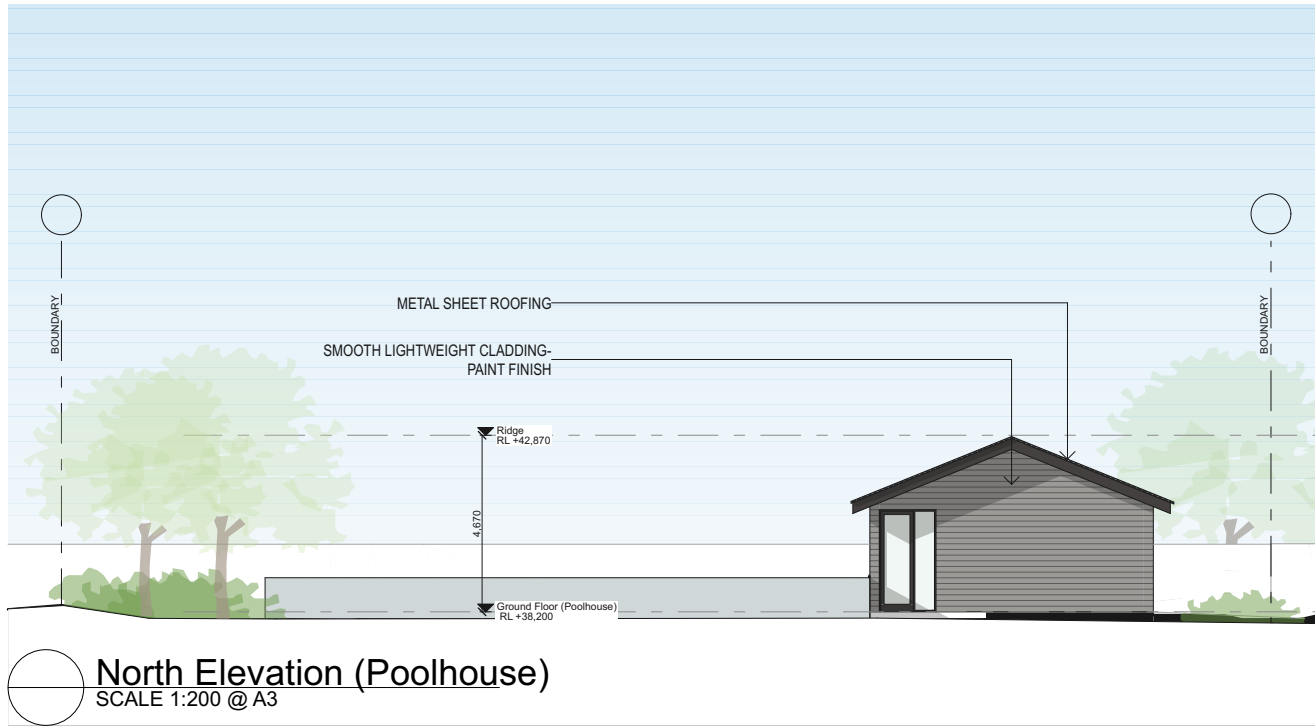 BOUNDARY
BOUNDARY
METAL SHEET ROOFING
SMOOTH LIGHTWEIGHT CLADDING-
PAINT FINISH
Ridge
RL +42,870
4,670
Ground Floor (Poolhouse)
RL +38,200
North Elevation (Poolhouse)
SCALE 1:200 @ A3